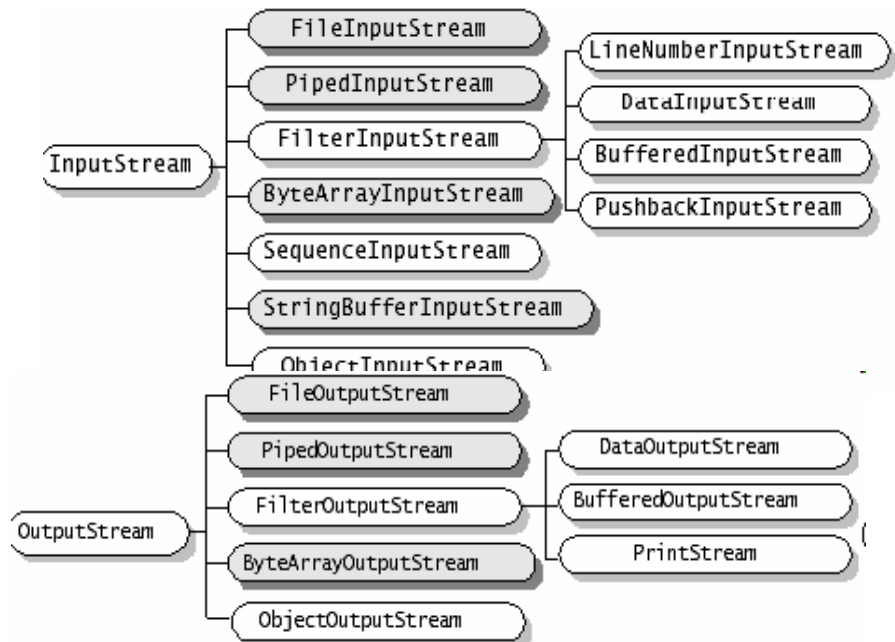 FileInputStream
LineNumberInputStream
PipedInputStream
DataInputStream
FilterInputStream
BufferedInputStream
InputStream
ByteArrayInputStream
PushbackInputStream
SequenceInputStream
StringBufferInputStream
ObjectInputStream
FileOutputStream
PipedOutputStream
DataOutputStream
FilterOutputStream
BufferedOutputStream
OutputStream
PrintStream
ByteArrayOutputStream
ObjectOutputStream